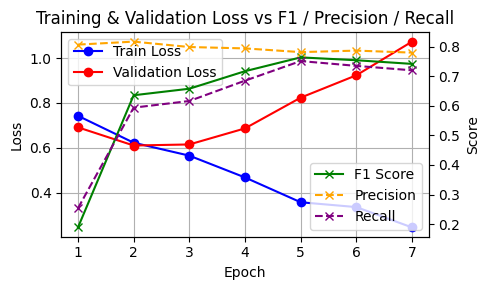 Training & Validation Loss vs F1 / Precision / Recall
Train Loss
Validation Loss
F1 Score
Precision
Recall
Loss
1.0
0.8
0.6
0.4
Score
0.8
0.7
0.6
0.5
0.4
0.3
0.2
1 2 3 4 5 6 7
Epoch